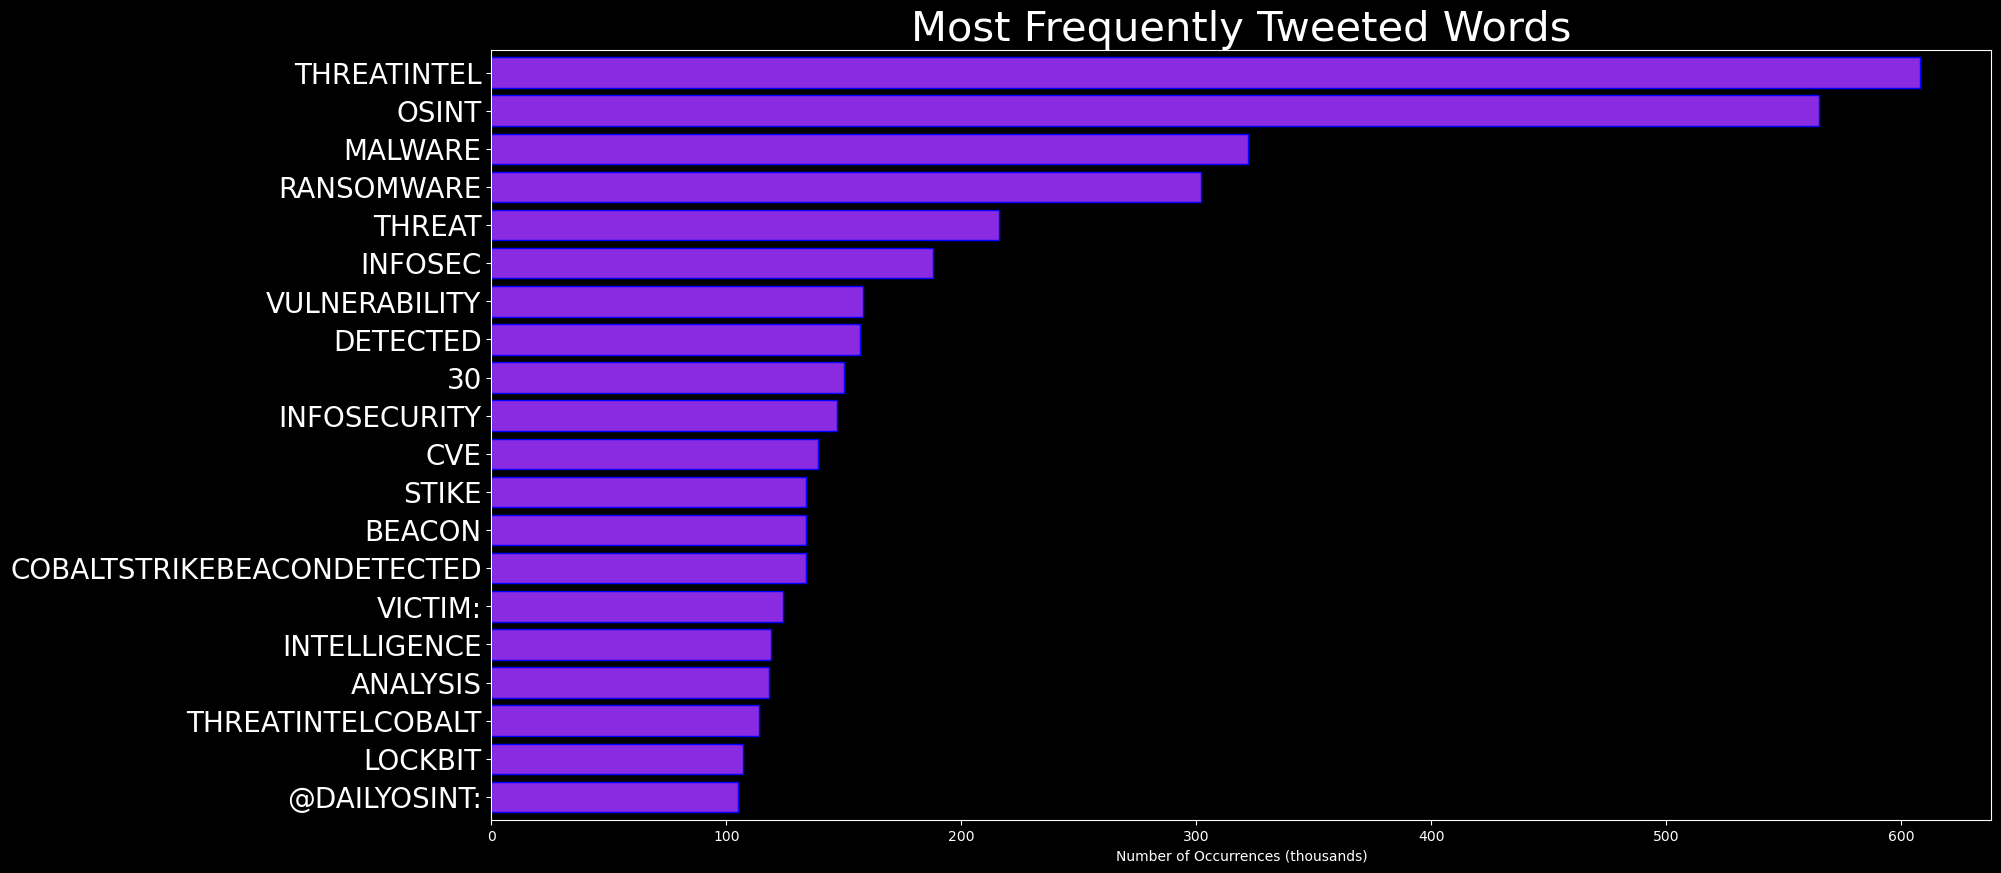 Most Frequently Tweeted Words
THREATINTEL
OSINT
MALWARE
RANSOMWARE
THREAT
INFOSEC
VULNERABILITY
DETECTED
30
INFOSECURITY
CVE
STIKE
BEACON
COBALTSTRIKEBEACONDETECTED
VICTIM:
INTELLIGENCE
ANALYSIS
THREATINTELCOBALT
LOCKBIT
@DAILYOSINT:
0 100 200 300 400 500 600
Number of Occurrences (thousands)